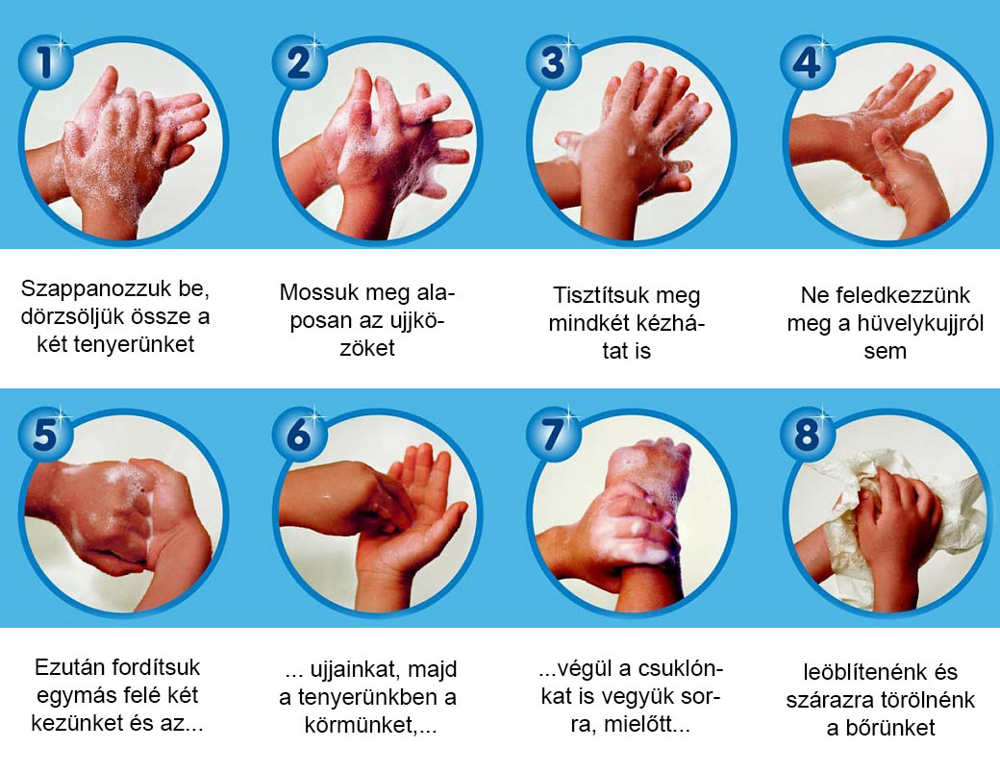 1
Szappanozzuk be,
dörzsöljük össze a
két tenyerünket
2
Mossuk meg ala-
posan az ujjkö-
zöket
3
Tisztítsuk meg
mindkét kézhá-
tat is
4
Ne feledkezzünk
meg a hüvelykujjról
sem
5
Ezután fordítsuk
egymás felé két
kezünket és az...
6
... ujjainkat, majd
a tenyerünkben a
körmünket,...
7
...végül a csuklón-
kat is vegyük sor-
ra, mielőtt...
8
leöblítenénk és
szárazra törölnénk
a bőrünket